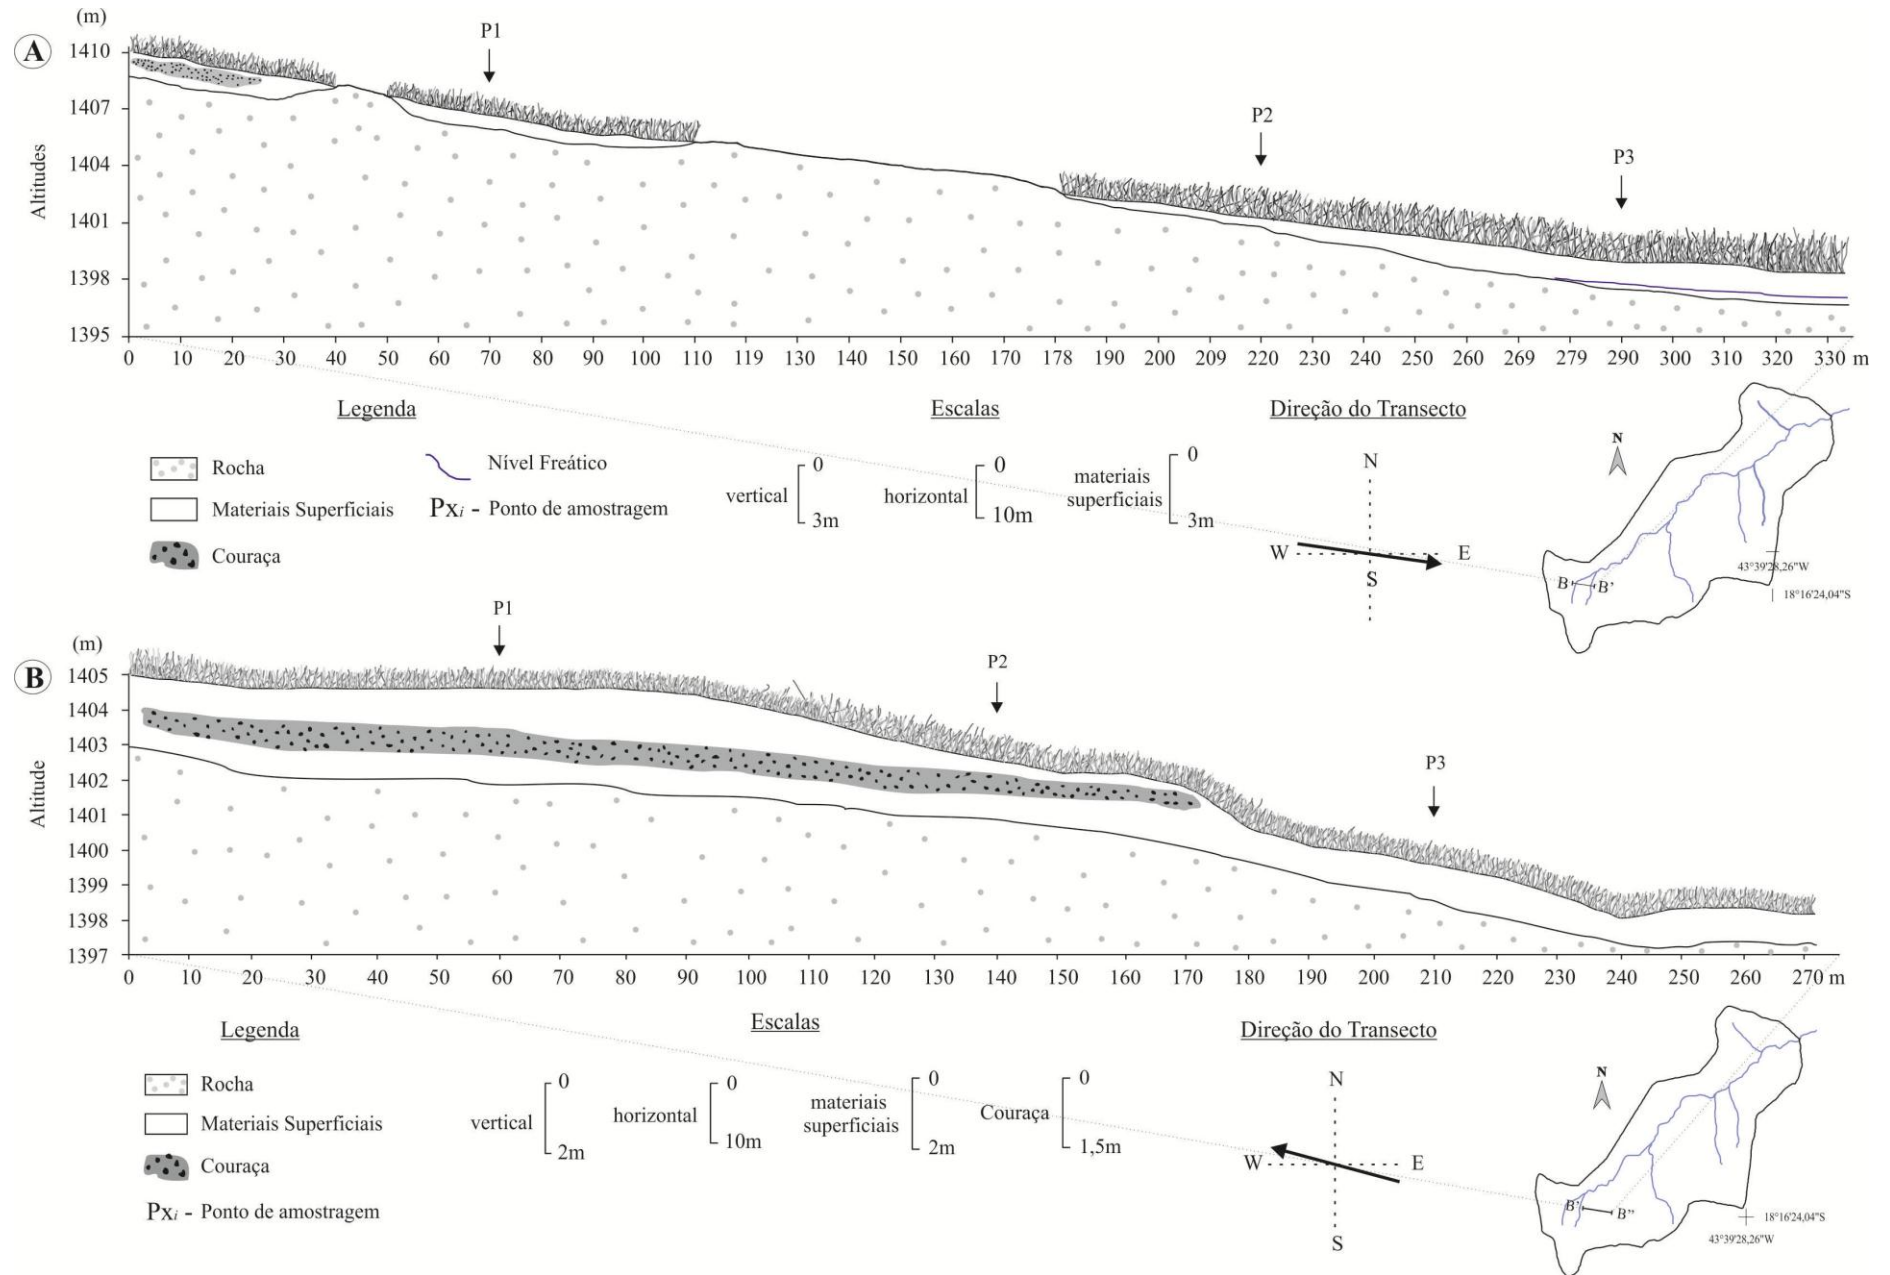 A
(m)
1410
1407
1404
1401
1398
1395
Altitudes
P1
P2
P3
0 10 20 30 40 50 60 70 80 90 100 110 119 130 140 150 160 178 190 200 209 220 230 240 250 260 269 279 290 300 310 320 330 m
Legenda
Rocha
Materiais Superficiais
Couraça
Nível Freático
Pxi - Ponto de amostragem
Escalas
vertical
0
3m
horizontal
0
10m
materiais
superficiais
0
3m
Direção do Transecto
N
W
E
S
N
B
B'
43°39'28,26"W
18°16'24,04"S
B
(m)
1405
1404
1403
1402
1401
1400
1399
1398
1397
Altitude
P1
P2
P3
0 10 20 30 40 50 60 70 80 90 100 110 120 130 140 150 160 170 180 190 200 210 220 230 240 250 260 270 m
Legenda
Rocha
Materiais Superficiais
Couraça
Pxi - Ponto de amostragem
Escalas
vertical
0
2m
horizontal
0
10m
materiais
superficiais
0
2m
Couraça
0
1,5m
Direção do Transecto
N
W
E
S
N
B'
B"
18°16'24,04"S
43°39'28,26"W